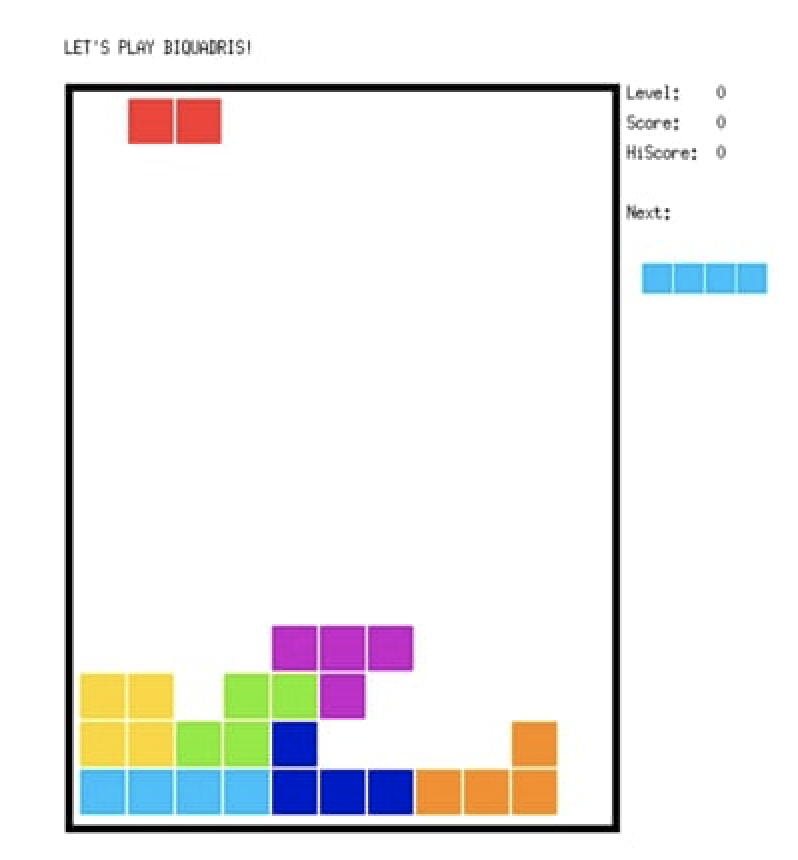 LET'S PLAY BIQUADRIS!
Level: 0
Score: 0
HiScore: 0
Next: